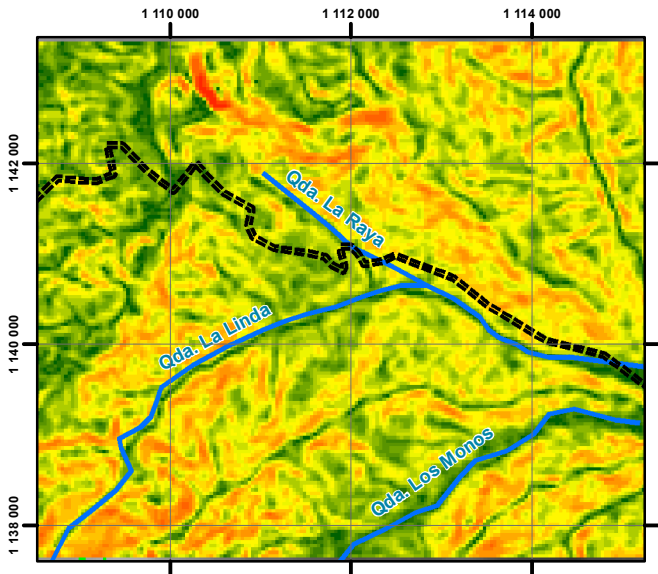 1 110 000
1 112 000
1 114 000
1 142 000
Qda. La Raya
1 140 000
Qda. La Linda
Qda. Los Monos
1 138 000